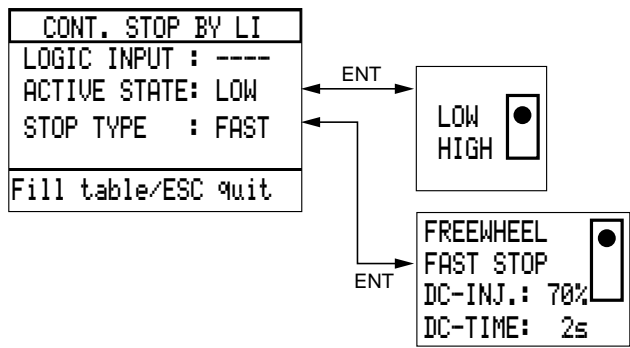 CONT. STOP BY LI
LOGIC INPUT : ----
ACTIVE STATE: LOW
STOP TYPE : FAST
Fill table/ESC quit
ENT
LOW
HIGH
ENT
FREEWHEEL
FAST STOP
DC-INJ.: 70%
DC-TIME: 2s